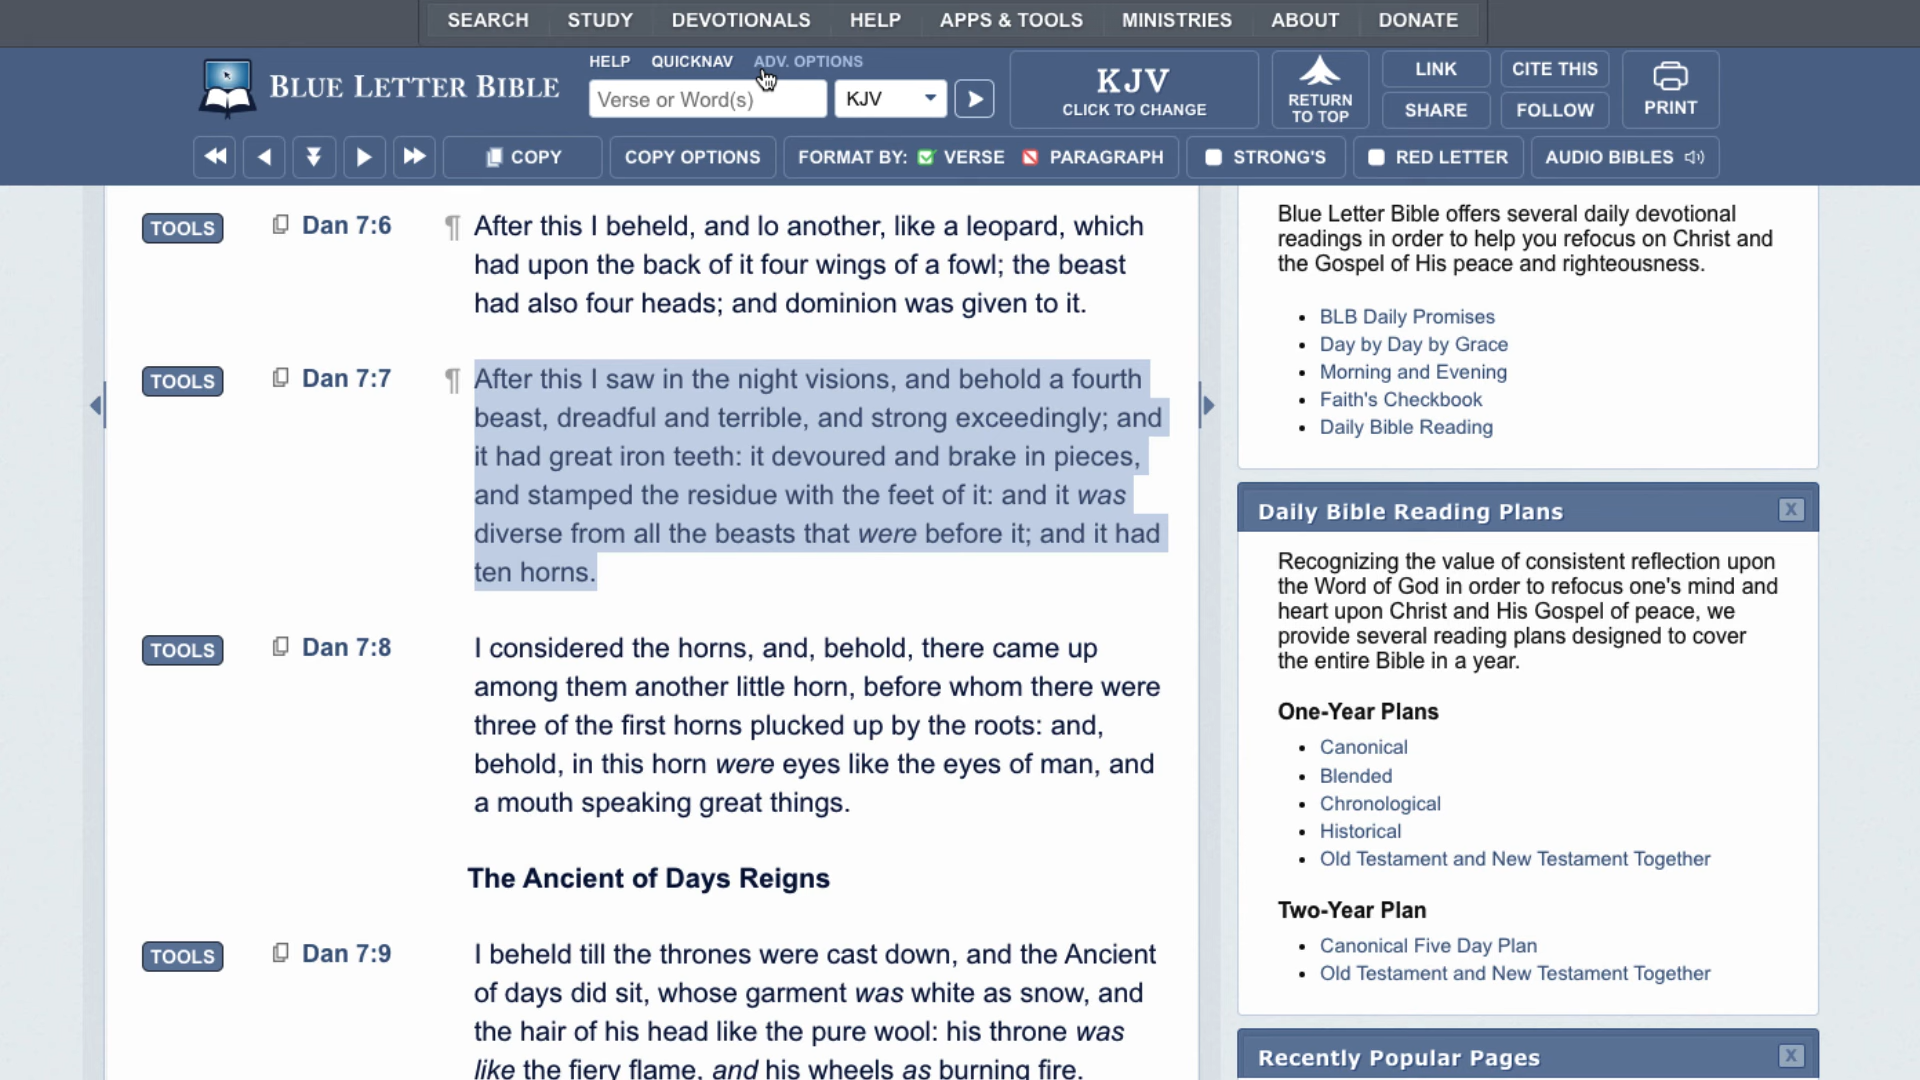 SEARCH STUDY DEVOTIONALS HELP APPS & TOOLS MINISTRIES ABOUT DONATE
BLUE LETTER BIBLE
HELP QUICKNAV ADV. OPTIONS
Verse or Word(s)
KJV
KJV
CLICK TO CHANGE
RETURN
TO TOP
LINK
CITE THIS
SHARE
FOLLOW
PRINT
COPY
COPY OPTIONS
FORMAT BY: VERSE PARAGRAPH
STRONG'S
RED LETTER
AUDIO BIBLES
TOOLS
Dan 7:6
¶ After this I beheld, and lo another, like a leopard, which
had upon the back of it four wings of a fowl; the beast
had also four heads; and dominion was given to it.
TOOLS
Dan 7:7
¶ After this I saw in the night visions, and behold a fourth
beast, dreadful and terrible, and strong exceedingly; and
it had great iron teeth: it devoured and brake in pieces,
and stamped the residue with the feet of it: and it was
diverse from all the beasts that were before it; and it had
ten horns.
TOOLS
Dan 7:8
I considered the horns, and, behold, there came up
among them another little horn, before whom there were
three of the first horns plucked up by the roots: and,
behold, in this horn were eyes like the eyes of man, and
a mouth speaking great things.
The Ancient of Days Reigns
TOOLS
Dan 7:9
I beheld till the thrones were cast down, and the Ancient
of days did sit, whose garment was white as snow, and
the hair of his head like the pure wool: his throne was
like the fiery flame, and his wheels as burning fire.
Blue Letter Bible offers several daily devotional
readings in order to help you refocus on Christ and
the Gospel of His peace and righteousness.
• BLB Daily Promises
• Day by Day by Grace
• Morning and Evening
• Faith's Checkbook
• Daily Bible Reading
Daily Bible Reading Plans X
Recognizing the value of consistent reflection upon
the Word of God in order to refocus one's mind and
heart upon Christ and His Gospel of peace, we
provide several reading plans designed to cover
the entire Bible in a year.
One-Year Plans
• Canonical
• Blended
• Chronological
• Historical
• Old Testament and New Testament Together
Two-Year Plan
• Canonical Five Day Plan
• Old Testament and New Testament Together
Recently Popular Pages X